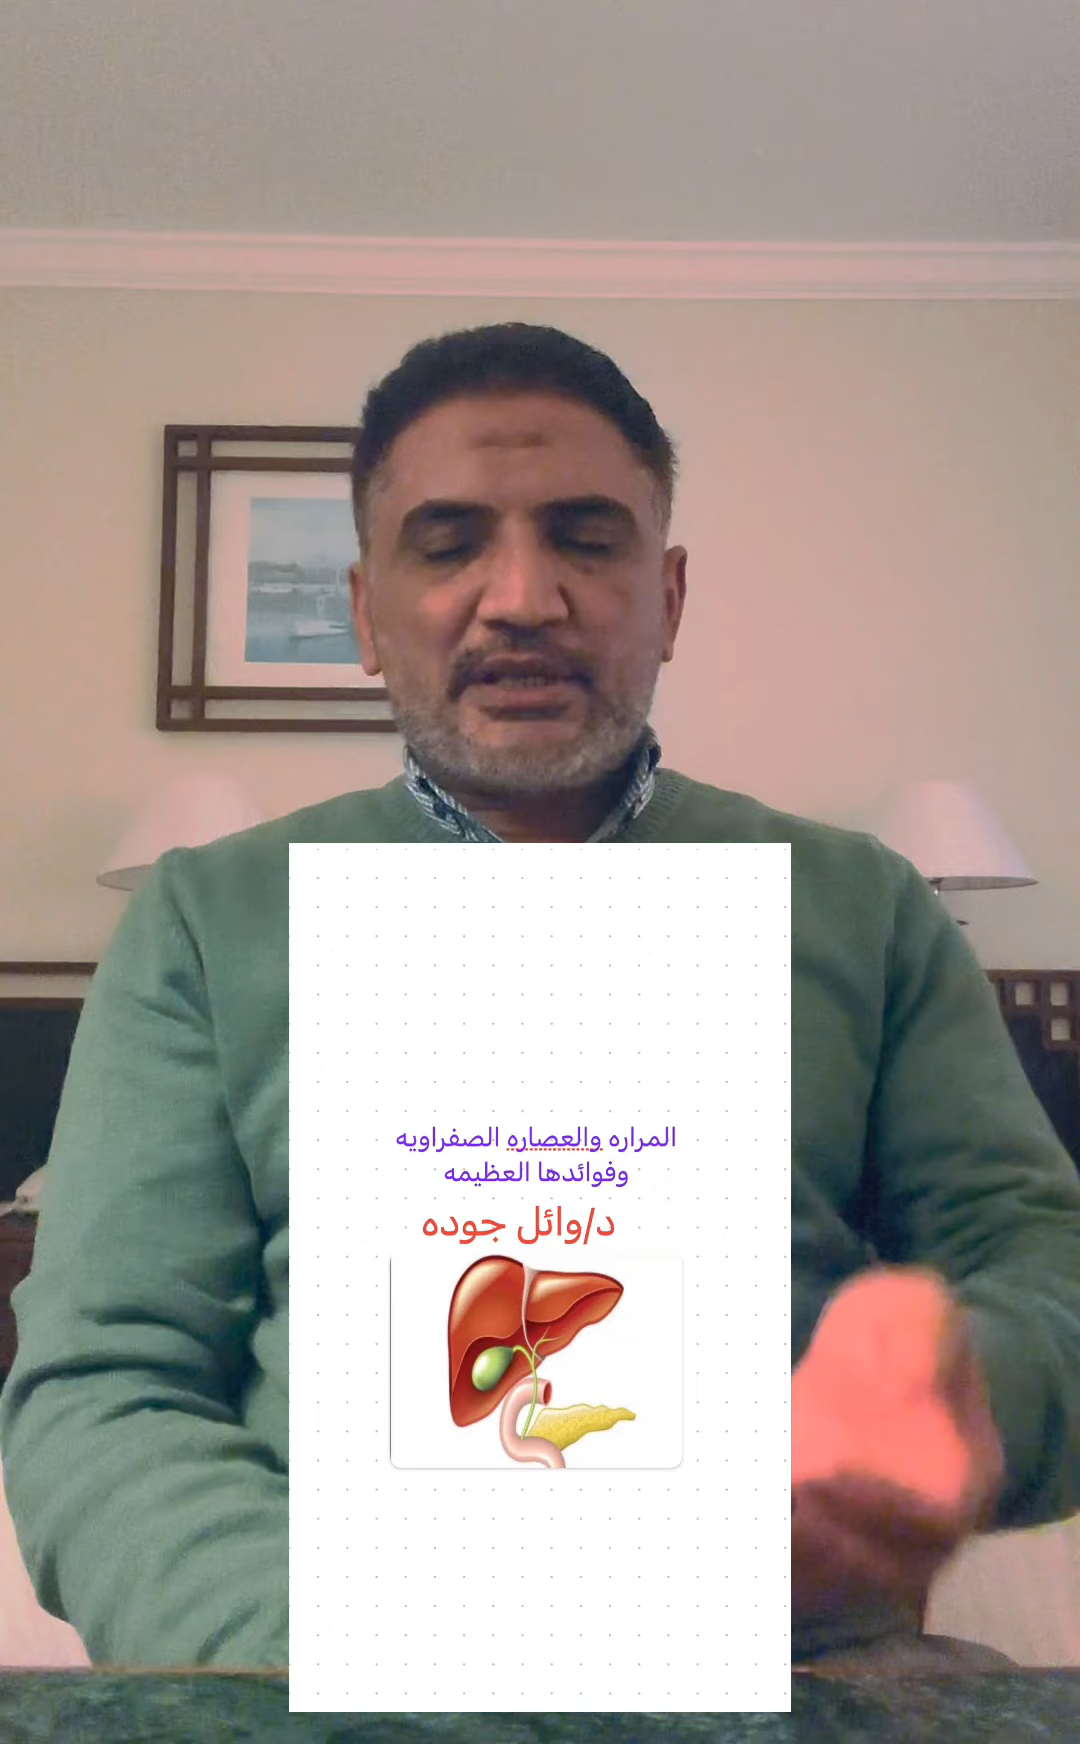 المراره والعصاره الصفراويه
وفوائدها العظيمه
د/وائل جوده